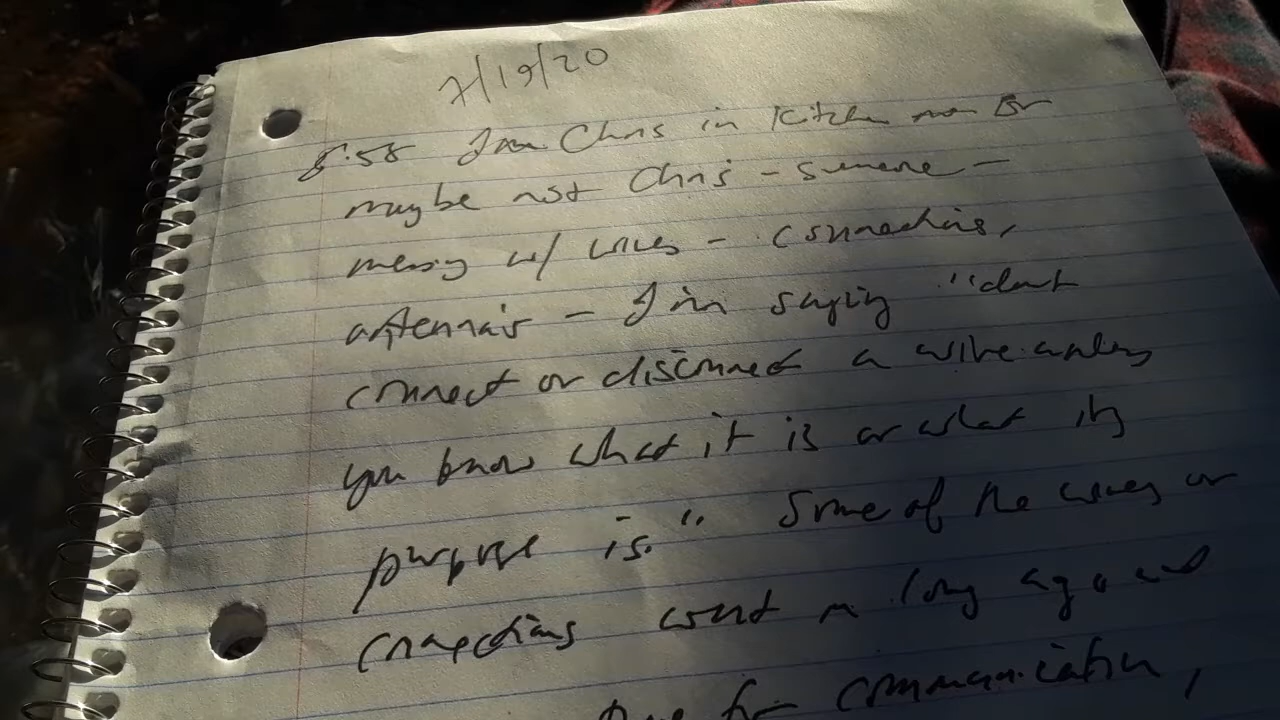 7/19/20
8:58 Chris in Kitchen
maybe not Chris - someone -
messing w/ wires - connections,
antenna's - I'm saying "don't
connect or disconnect a wire unless
you know what it is or what its
purpose is." Some of the wires or
connections went in long ago and
for communication,